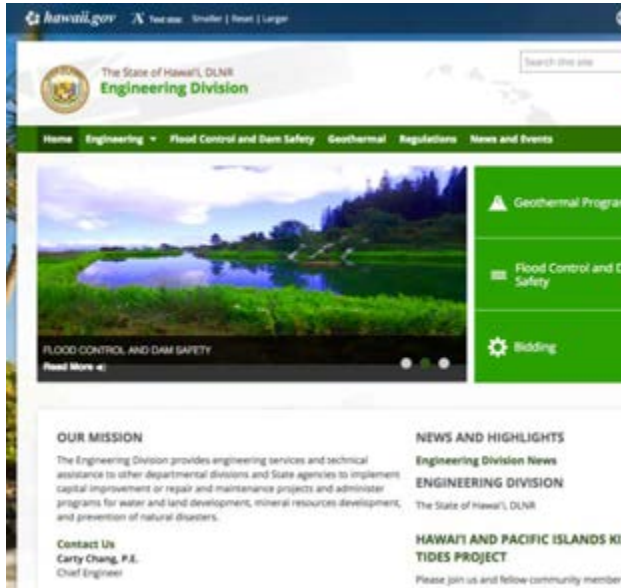 hawaii.gov Text size: Smaller | Reset | Larger
Search this site
The State of Hawai'i, DLNR
Engineering Division
Home Engineering Flood Control and Dam Safety Geothermal Regulations News and Events
Geothermal Progra
Flood Control and D
Safety
Bidding
FLOOD CONTROL AND DAM SAFETY
Read More
OUR MISSION
The Engineering Division provides engineering services and technical
assistance to other departmental divisions and State agencies to implement
capital improvement or repair and maintenance projects and administer
programs for water and land development, mineral resources development,
and prevention of natural disasters.
Contact Us
Carty Chang, P.E.
Chief Engineer
NEWS AND HIGHLIGHTS
Engineering Division News
ENGINEERING DIVISION
The State of Hawai'i, DLNR
HAWAI'I AND PACIFIC ISLANDS KI
TIDES PROJECT
Please join us and fellow community member